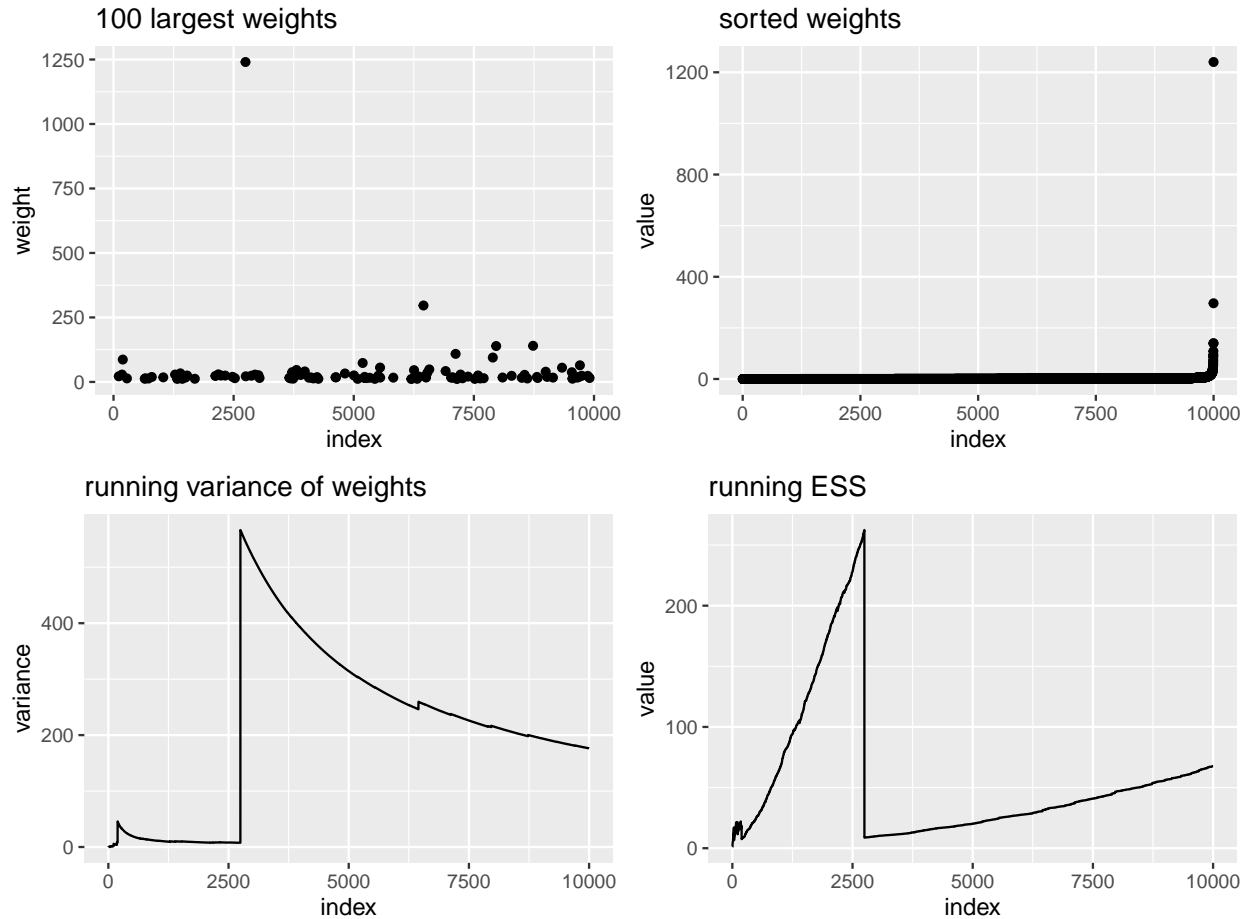 100 largest weights
1250
1000
750
500
250
0
weight
0 2500 5000 7500 10000
index
sorted weights
1200
800
400
0
value
0 2500 5000 7500 10000
index
running variance of weights
400
200
0
variance
0 2500 5000 7500 10000
index
running ESS
200
100
0
value
0 2500 5000 7500 10000
index